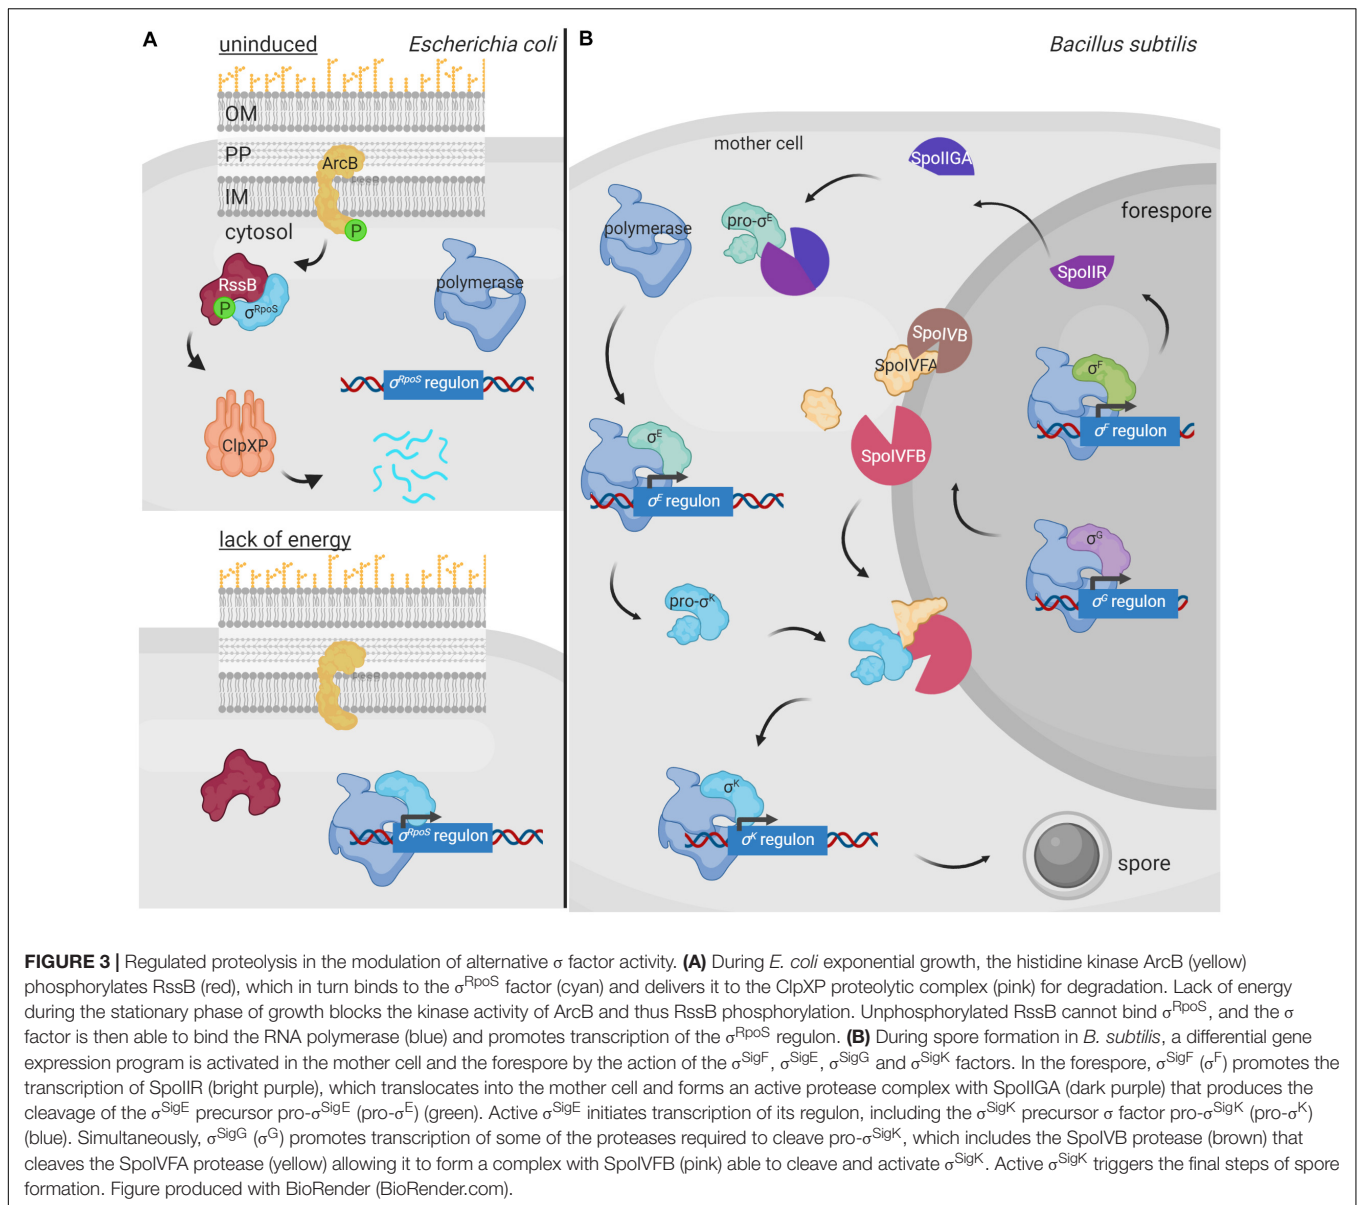 A
uninduced
Escherichia coli
OM
PP
ArcB
IM
P
cytosol
RssB
P
σRpoS
polymerase
σRpoS regulon
ClpXP
lack of energy
σRpoS regulon
B
Bacillus subtilis
mother cell
SpoIIGA
polymerase
pro-σE
forespore
SpoIIR
SpoIVB
SpoIVFA
σF
σF regulon
SpoIVFB
σE
σE regulon
σG
σG regulon
pro-σK
σK
σK regulon
spore
FIGURE 3 | Regulated proteolysis in the modulation of alternative σ factor activity. (A) During E. coli exponential growth, the histidine kinase ArcB (yellow)
phosphorylates RssB (red), which in turn binds to the σRpoS factor (cyan) and delivers it to the ClpXP proteolytic complex (pink) for degradation. Lack of energy
during the stationary phase of growth blocks the kinase activity of ArcB and thus RssB phosphorylation. Unphosphorylated RssB cannot bind σRpoS, and the σ
factor is then able to bind the RNA polymerase (blue) and promotes transcription of the σRpoS regulon. (B) During spore formation in B. subtilis, a differential gene
expression program is activated in the mother cell and the forespore by the action of the σSigF, σSigE, σSigG and σSigK factors. In the forespore, σSigF (σF) promotes the
transcription of SpoIIR (bright purple), which translocates into the mother cell and forms an active protease complex with SpoIIGA (dark purple) that produces the
cleavage of the σSigE precursor pro-σSigE (pro-σE) (green). Active σSigE initiates transcription of its regulon, including the σSigK precursor σ factor pro-σSigK (pro-σK)
(blue). Simultaneously, σSigG (σG) promotes transcription of some of the proteases required to cleave pro-σSigK, which includes the SpoIVB protease (brown) that
cleaves the SpoIVFA protease (yellow) allowing it to form a complex with SpoIVFB (pink) able to cleave and activate σSigK. Active σSigK triggers the final steps of spore
formation. Figure produced with BioRender (BioRender.com).